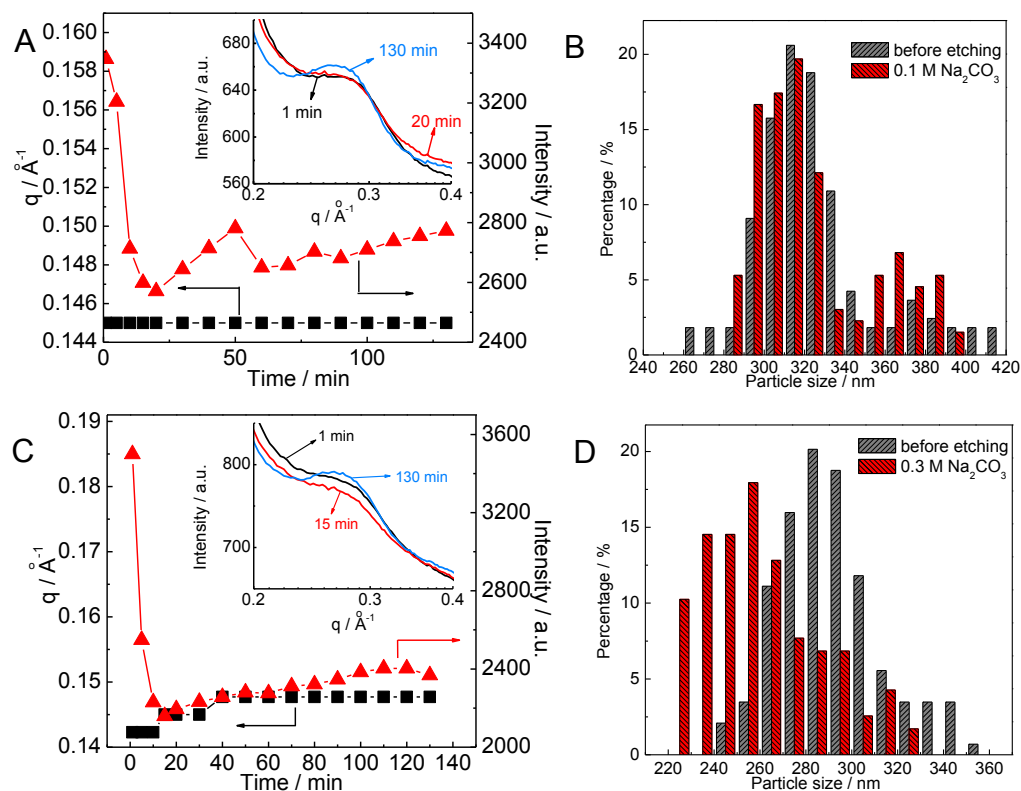 A
0.160
0.158
0.156
0.154
0.152
0.150
0.148
0.146
0.144
q / Å-1
0 50 100
Time / min
3400
3200
3000
2800
2600
2400
Intensity / a.u.
680
660
640
620
600
580
560
Intensity / a.u.
0.2 0.3 0.4
q / Å-1
130 min
1 min
20 min
B
before etching
0.1 M Na2CO3
20
15
10
5
0
Percentage / %
240 260 280 300 320 340 360 380 400 420
Particle size / nm
C
0.19
0.18
0.17
0.16
0.15
0.14
q / Å-1
0 20 40 60 80 100 120 140
Time / min
3600
3200
2800
2400
2000
Intensity / a.u.
800
700
Intensity / a.u.
0.2 0.3 0.4
q / Å-1
1 min
130 min
15 min
D
before etching
0.3 M Na2CO3
20
15
10
5
0
Percentage / %
220 240 260 280 300 320 340 360
Particle size / nm